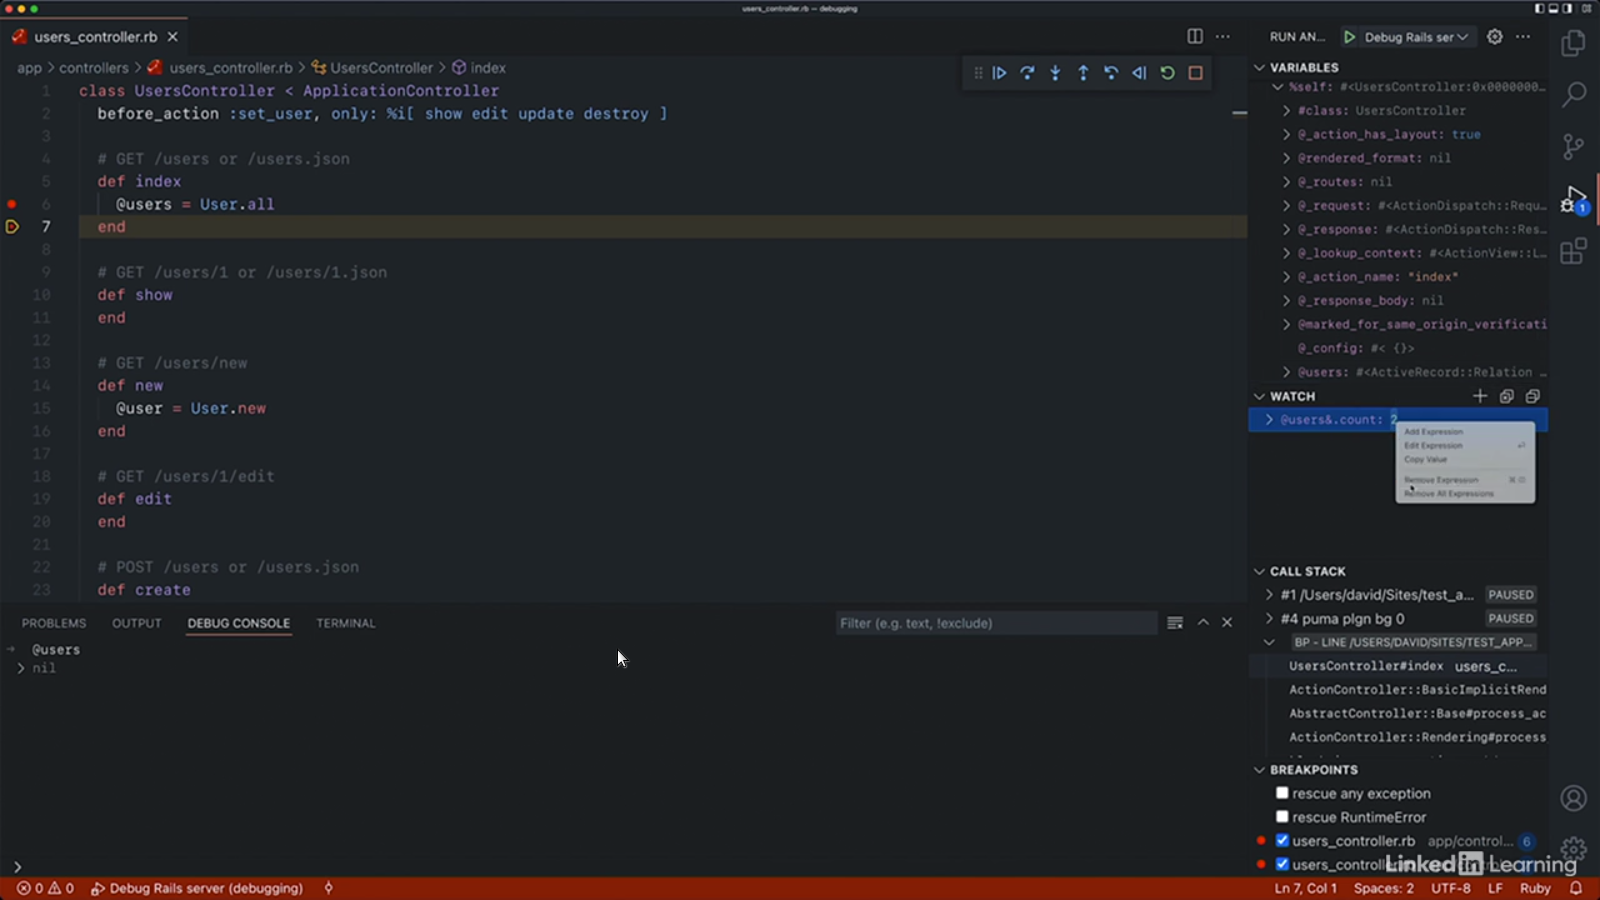 users_controller.rb — debugging
users_controller.rb
app > controllers > users_controller.rb > UsersController > index
1 class UsersController < ApplicationController
2 before_action :set_user, only: %i[ show edit update destroy ]
3
4 # GET /users or /users.json
5 def index
6 @users = User.all
7 end
8
9 # GET /users/1 or /users/1.json
10 def show
11 end
12
13 # GET /users/new
14 def new
15 @user = User.new
16 end
17
18 # GET /users/1/edit
19 def edit
20 end
21
22 # POST /users or /users.json
23 def create
PROBLEMS OUTPUT DEBUG CONSOLE TERMINAL
Filter (e.g. text, !exclude)
@users
nil
RUN AN... Debug Rails ser
VARIABLES
%self: #<UsersController:0x0000000...
#class: UsersController
@_action_has_layout: true
@rendered_format: nil
@_routes: nil
@_request: #<ActionDispatch::Requ...
@_response: #<ActionDispatch::Res...
@_lookup_context: #<ActionView::L...
@_action_name: "index"
@_response_body: nil
@marked_for_same_origin_verificati
@_config: #< {}>
@users: #<ActiveRecord::Relation ...
1
WATCH
@users&.count: 2
Add Expression
Edit Expression
Copy Value
Remove Expression
Remove All Expressions
CALL STACK
#1 /Users/david/Sites/test_a... PAUSED
#4 puma plgn bg 0 PAUSED
BP - LINE /USERS/DAVID/SITES/TEST_APP...
UsersController#index users_c...
ActionController::BasicImplicitRend
AbstractController::Base#process_ac
ActionController::Rendering#process
BREAKPOINTS
rescue any exception
rescue RuntimeError
users_controller.rb app/control... 6
users_controlle
LinkedIn Learning
0 0 Debug Rails server (debugging)
Ln 7, Col 1 Spaces: 2 UTF-8 LF Ruby